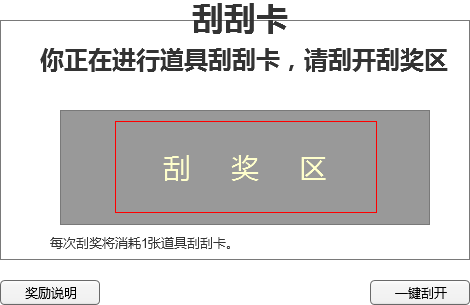 刮刮卡
你正在进行道具刮刮卡，请刮开刮奖区
刮 奖 区
每次刮奖将消耗1张道具刮刮卡。
奖励说明
一键刮开